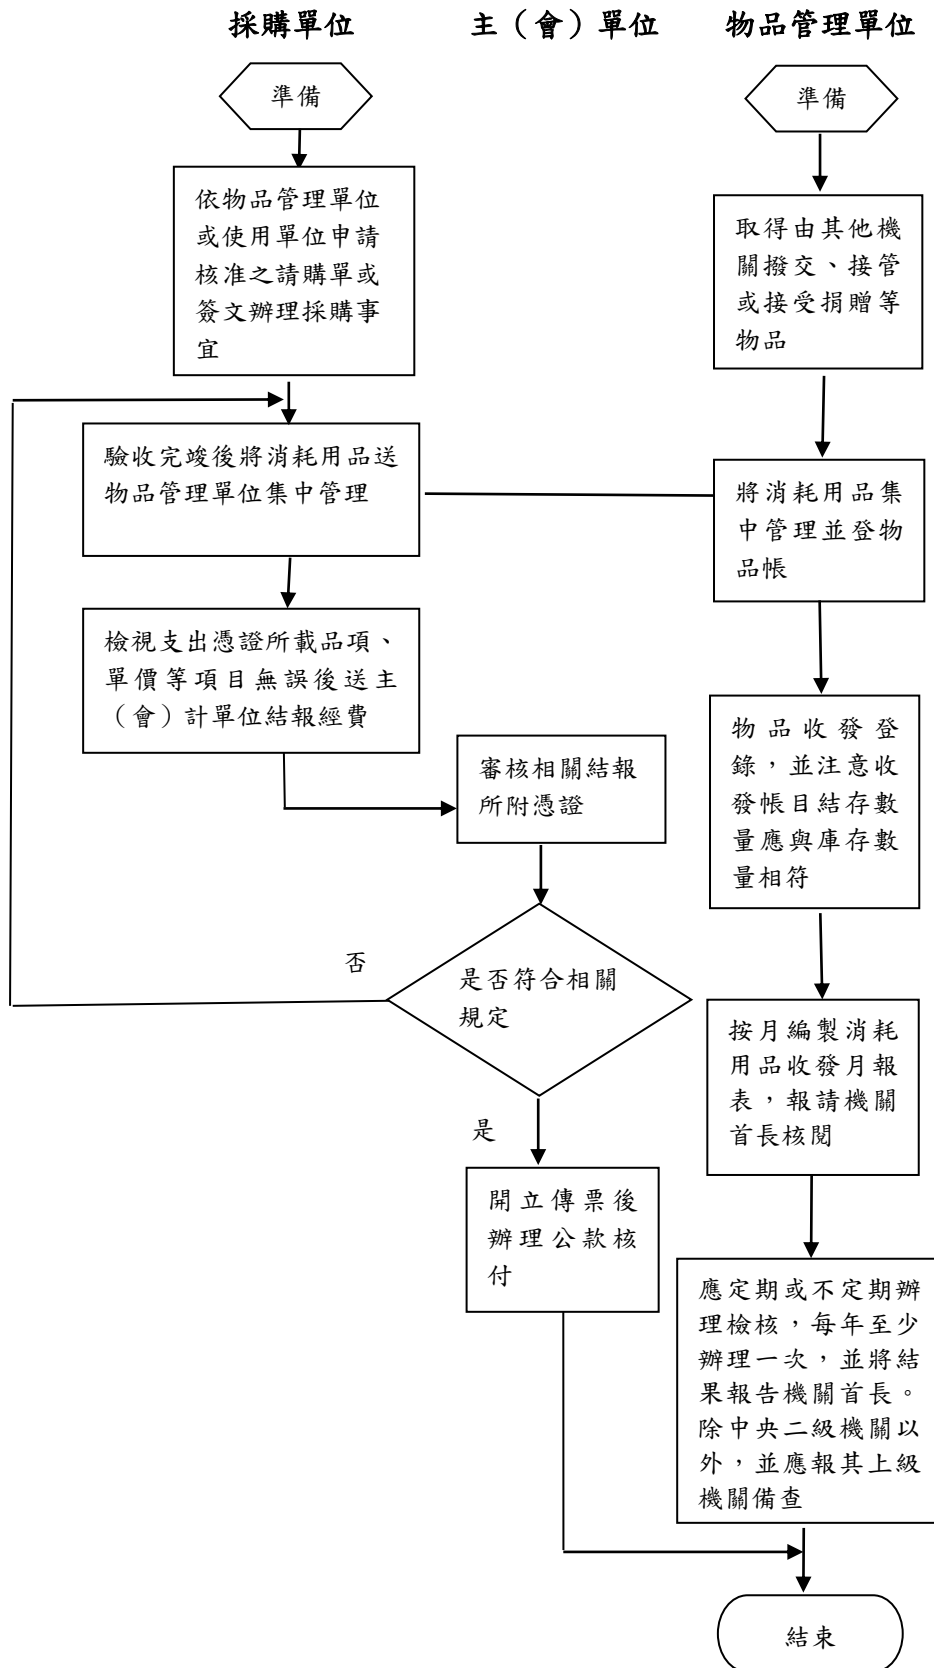 採購單位
主（會）單位
物品管理單位
準備
依物品管理單位
或使用單位申請
核准之請購單或
簽文辦理採購事
宜
驗收完竣後將消耗用品送
物品管理單位集中管理
檢視支出憑證所載品項、
單價等項目無誤後送主
（會）計單位結報經費
審核相關結報
所附憑證
否
是否符合相關
規定
是
開立傳票後
辦理公款核
付
準備
取得由其他機
關撥交、接管
或接受捐贈等
物品
將消耗用品集
中管理並登物
品帳
物品收發登
錄，並注意收
發帳目結存數
量應與庫存數
量相符
按月編製消耗
用品收發月報
表，報請機關
首長核閱
應定期或不定期辦
理檢核，每年至少
辦理一次，並將結
果報告機關首長。
除中央二級機關以
外，並應報其上級
機關備查
結束